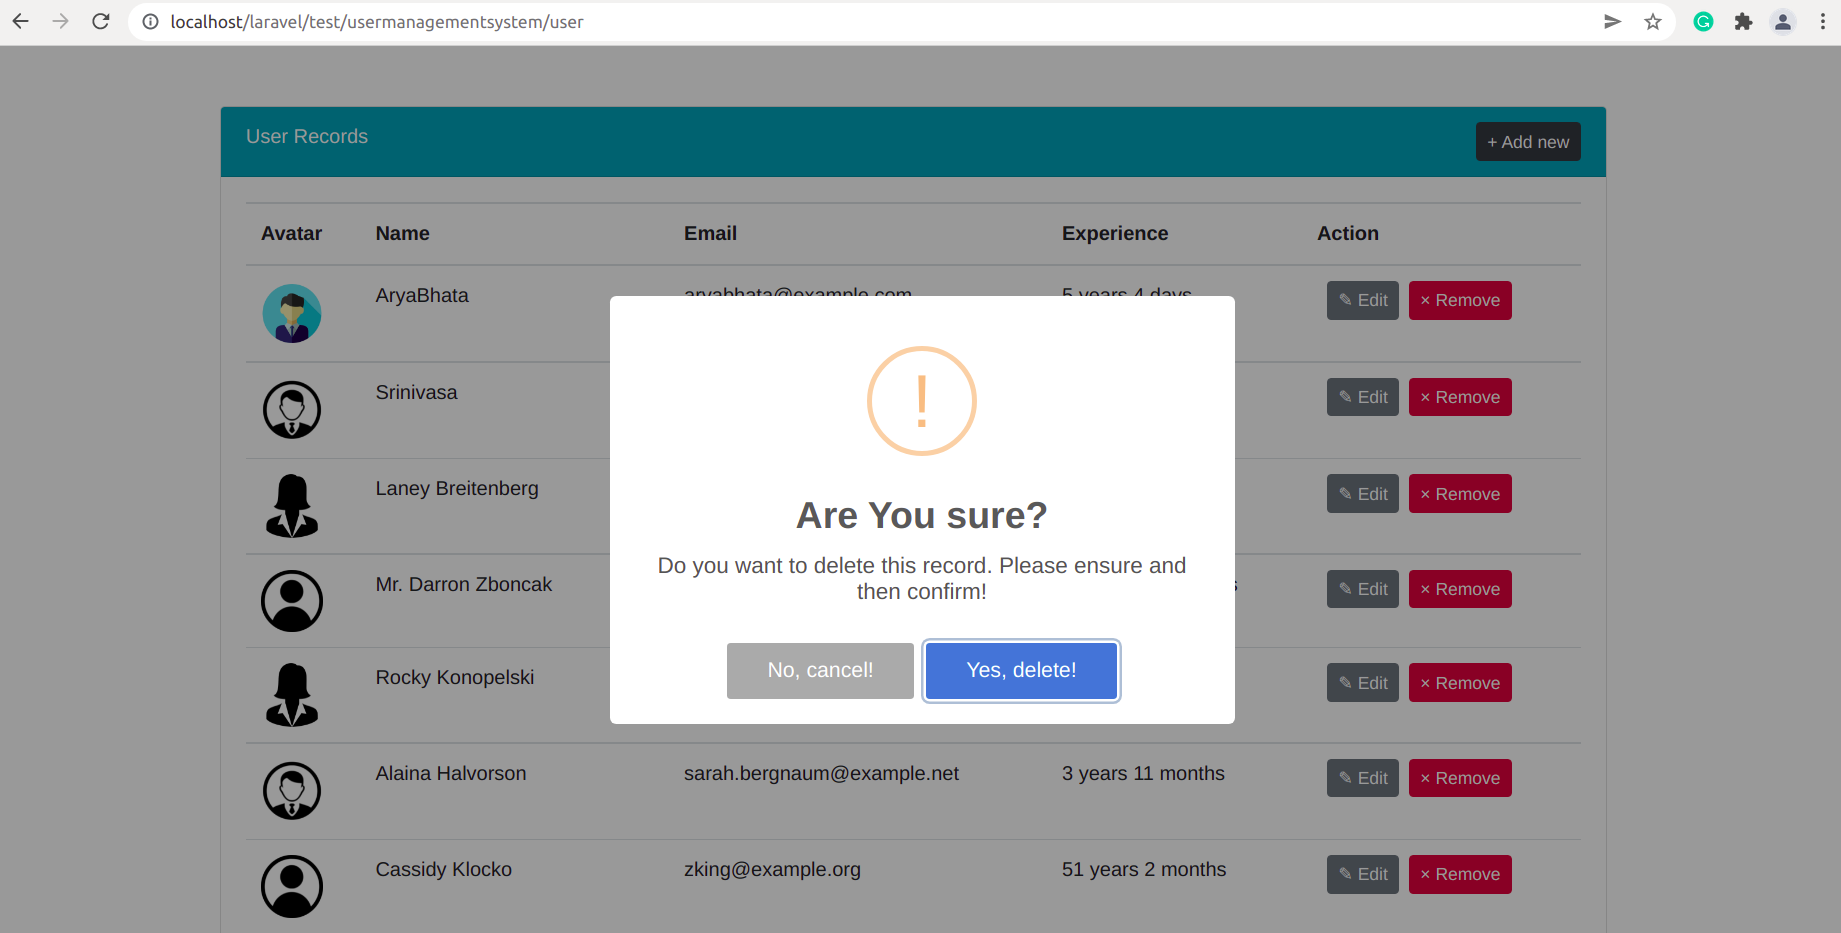 localhost/laravel/test/usermanagementsystem/user
User Records
+ Add new
Avatar Name Email Experience Action
AryaBhata aryabhata@example.com 5 years 4 days ✎ Edit × Remove
Srinivasa ✎ Edit × Remove
Laney Breitenberg ✎ Edit × Remove
Mr. Darron Zboncak ✎ Edit × Remove
Rocky Konopelski ✎ Edit × Remove
Alaina Halvorson sarah.bergnaum@example.net 3 years 11 months ✎ Edit × Remove
Cassidy Klocko zking@example.org 51 years 2 months ✎ Edit × Remove
!
Are You sure?
Do you want to delete this record. Please ensure and
then confirm!
No, cancel! Yes, delete!